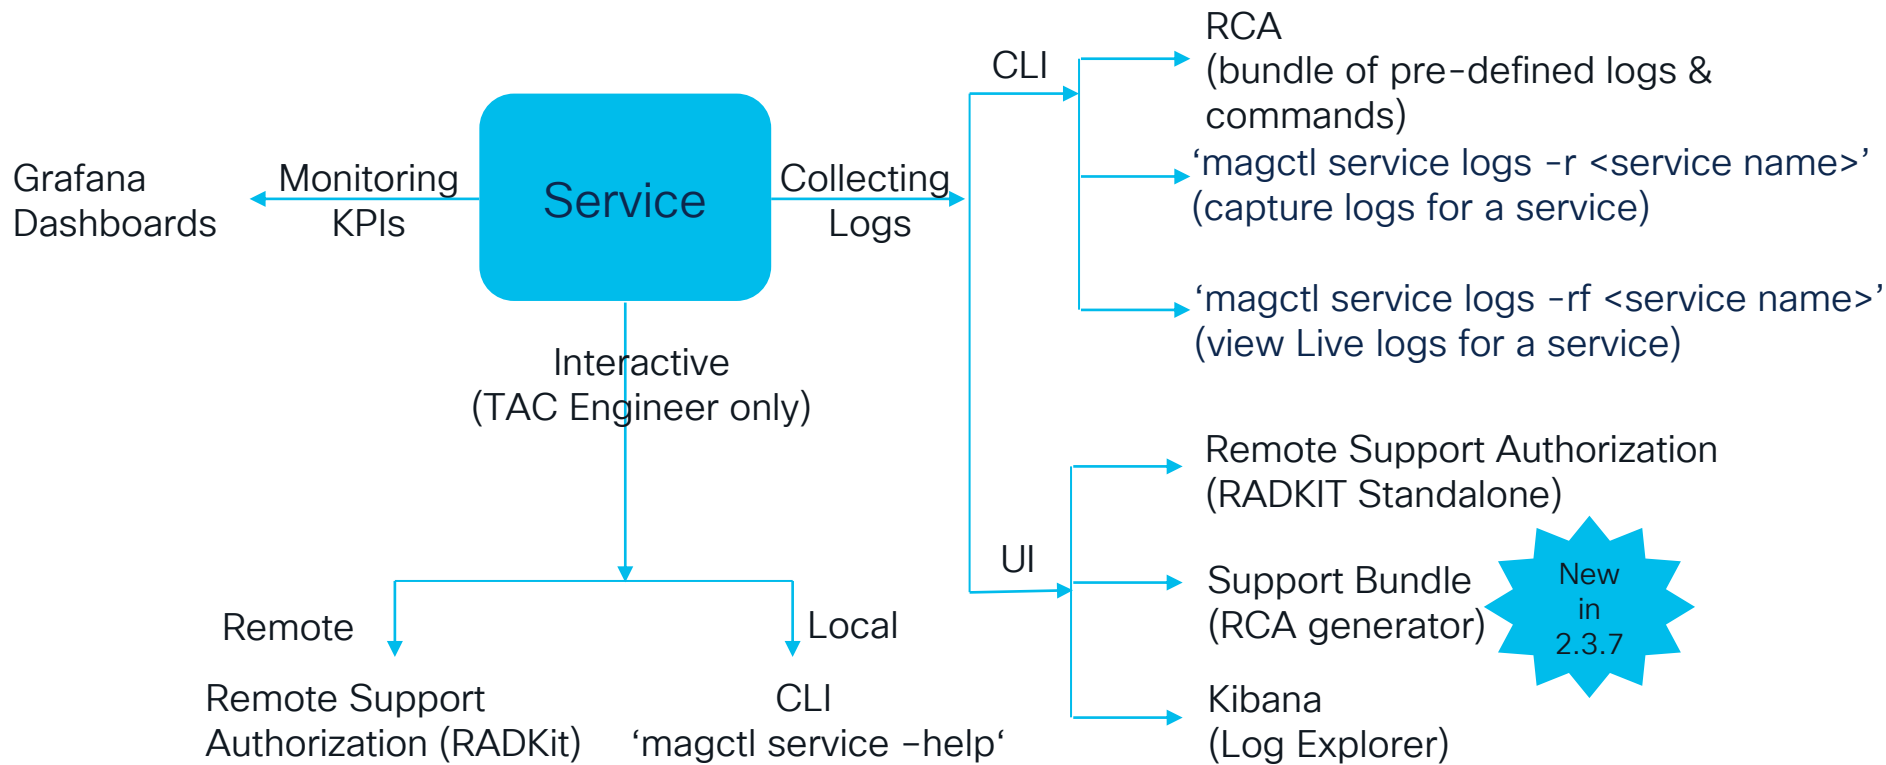 RCA
(bundle of pre-defined logs &
commands)
CLI
‘magctl service logs -r <service name>’
(capture logs for a service)
Grafana
Dashboards
Monitoring
KPIs
Service
Collecting
Logs
‘magctl service logs -rf <service name>’
(view Live logs for a service)
Interactive
(TAC Engineer only)
Remote Support Authorization
(RADKIT Standalone)
UI
Support Bundle
(RCA generator)
New
in
2.3.7
Kibana
(Log Explorer)
Remote
Local
Remote Support
Authorization (RADKit)
CLI
‘magctl service –help‘